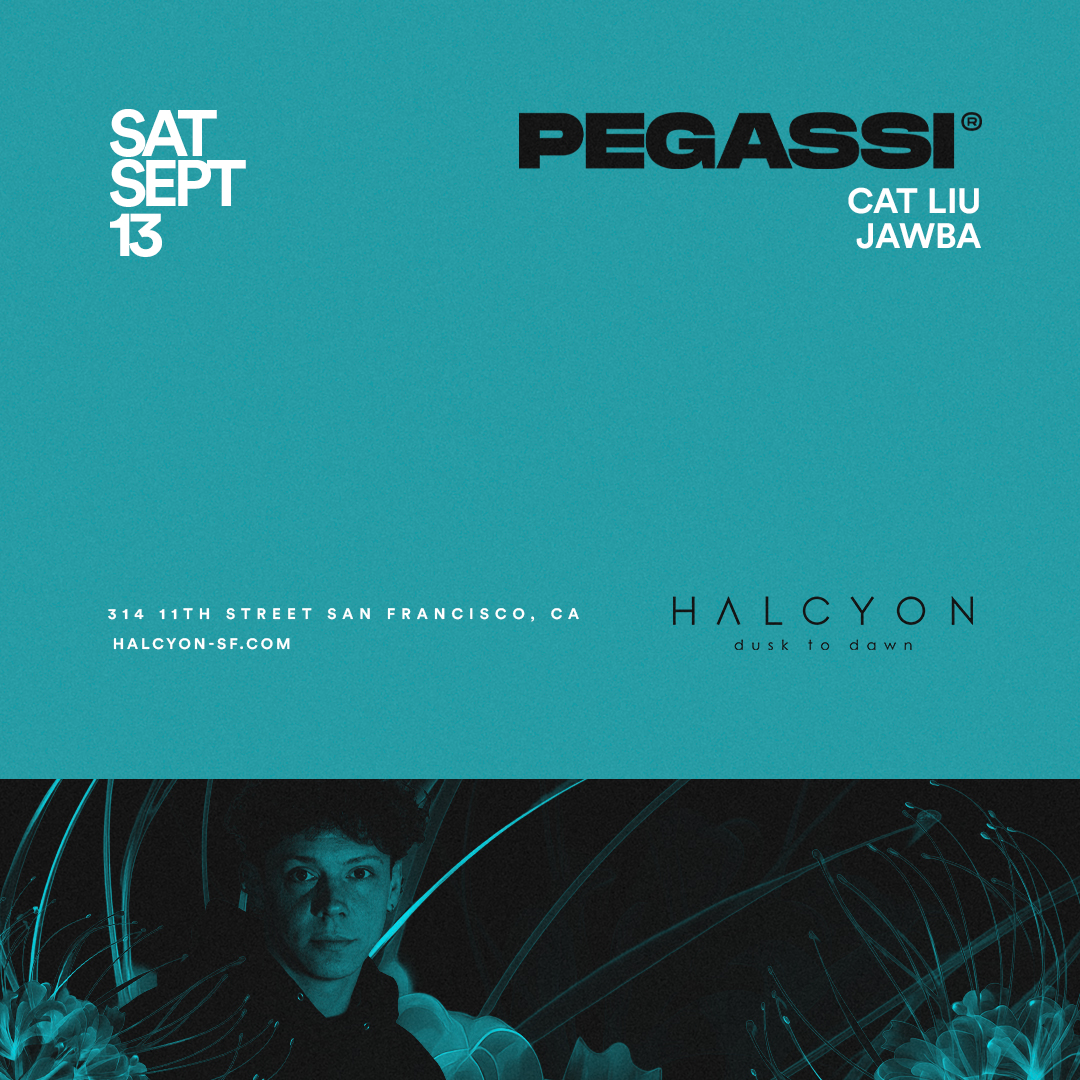 SAT
SEPT
13
PEGASSI®
CAT LIU
JAWBA
314 11TH STREET SAN FRANCISCO, CA
HALCYON-SF.COM
HALCYON
dusk to dawn